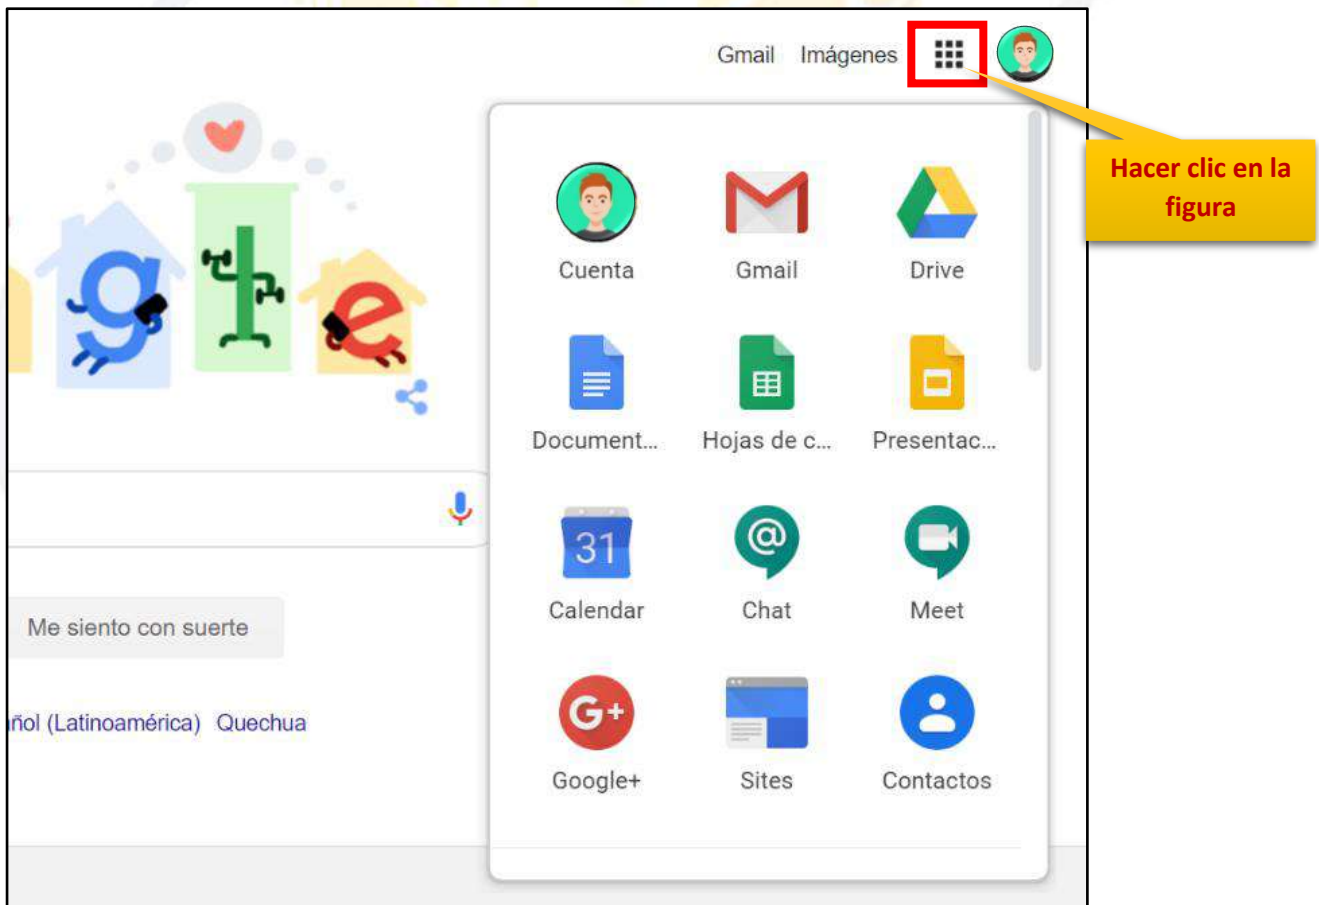 Gmail Imágenes
Hacer clic en la
figura
Cuenta Gmail Drive
g l e
Document... Hojas de c... Presentac...
31
Calendar Chat Meet
Me siento con suerte
G+
ñol (Latinoamérica) Quechua
Google+ Sites Contactos